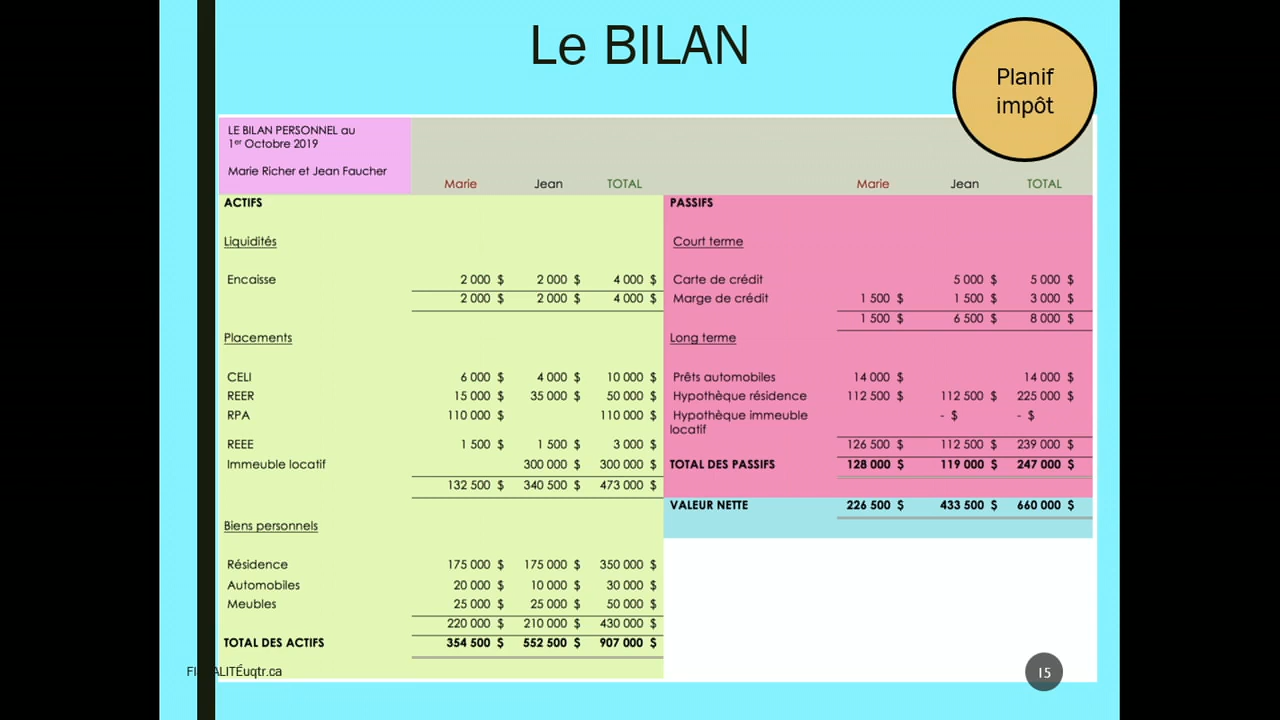 Le BILAN
Planif
impôt
LE BILAN PERSONNEL au
1er Octobre 2019
Marie Richer et Jean Faucher
Marie Jean TOTAL
Marie Jean TOTAL
ACTIFS
Liquidités
Encaisse 2 000 $ 2 000 $ 4 000 $
2 000 $ 2 000 $ 4 000 $
Placements
CELI 6 000 $ 4 000 $ 10 000 $
REER 15 000 $ 35 000 $ 50 000 $
RPA 110 000 $ 110 000 $
REEE 1 500 $ 1 500 $ 3 000 $
Immeuble locatif 300 000 $ 300 000 $
132 500 $ 340 500 $ 473 000 $
Biens personnels
Résidence 175 000 $ 175 000 $ 350 000 $
Automobiles 20 000 $ 10 000 $ 30 000 $
Meubles 25 000 $ 25 000 $ 50 000 $
220 000 $ 210 000 $ 430 000 $
TOTAL DES ACTIFS 354 500 $ 552 500 $ 907 000 $
PASSIFS
Court terme
Carte de crédit 5 000 $ 5 000 $
Marge de crédit 1 500 $ 1 500 $ 3 000 $
1 500 $ 6 500 $ 8 000 $
Long terme
Prêts automobiles 14 000 $ 14 000 $
Hypothèque résidence 112 500 $ 112 500 $ 225 000 $
Hypothèque immeuble - $ - $
locatif
126 500 $ 112 500 $ 239 000 $
TOTAL DES PASSIFS 128 000 $ 119 000 $ 247 000 $
VALEUR NETTE 226 500 $ 433 500 $ 660 000 $
15